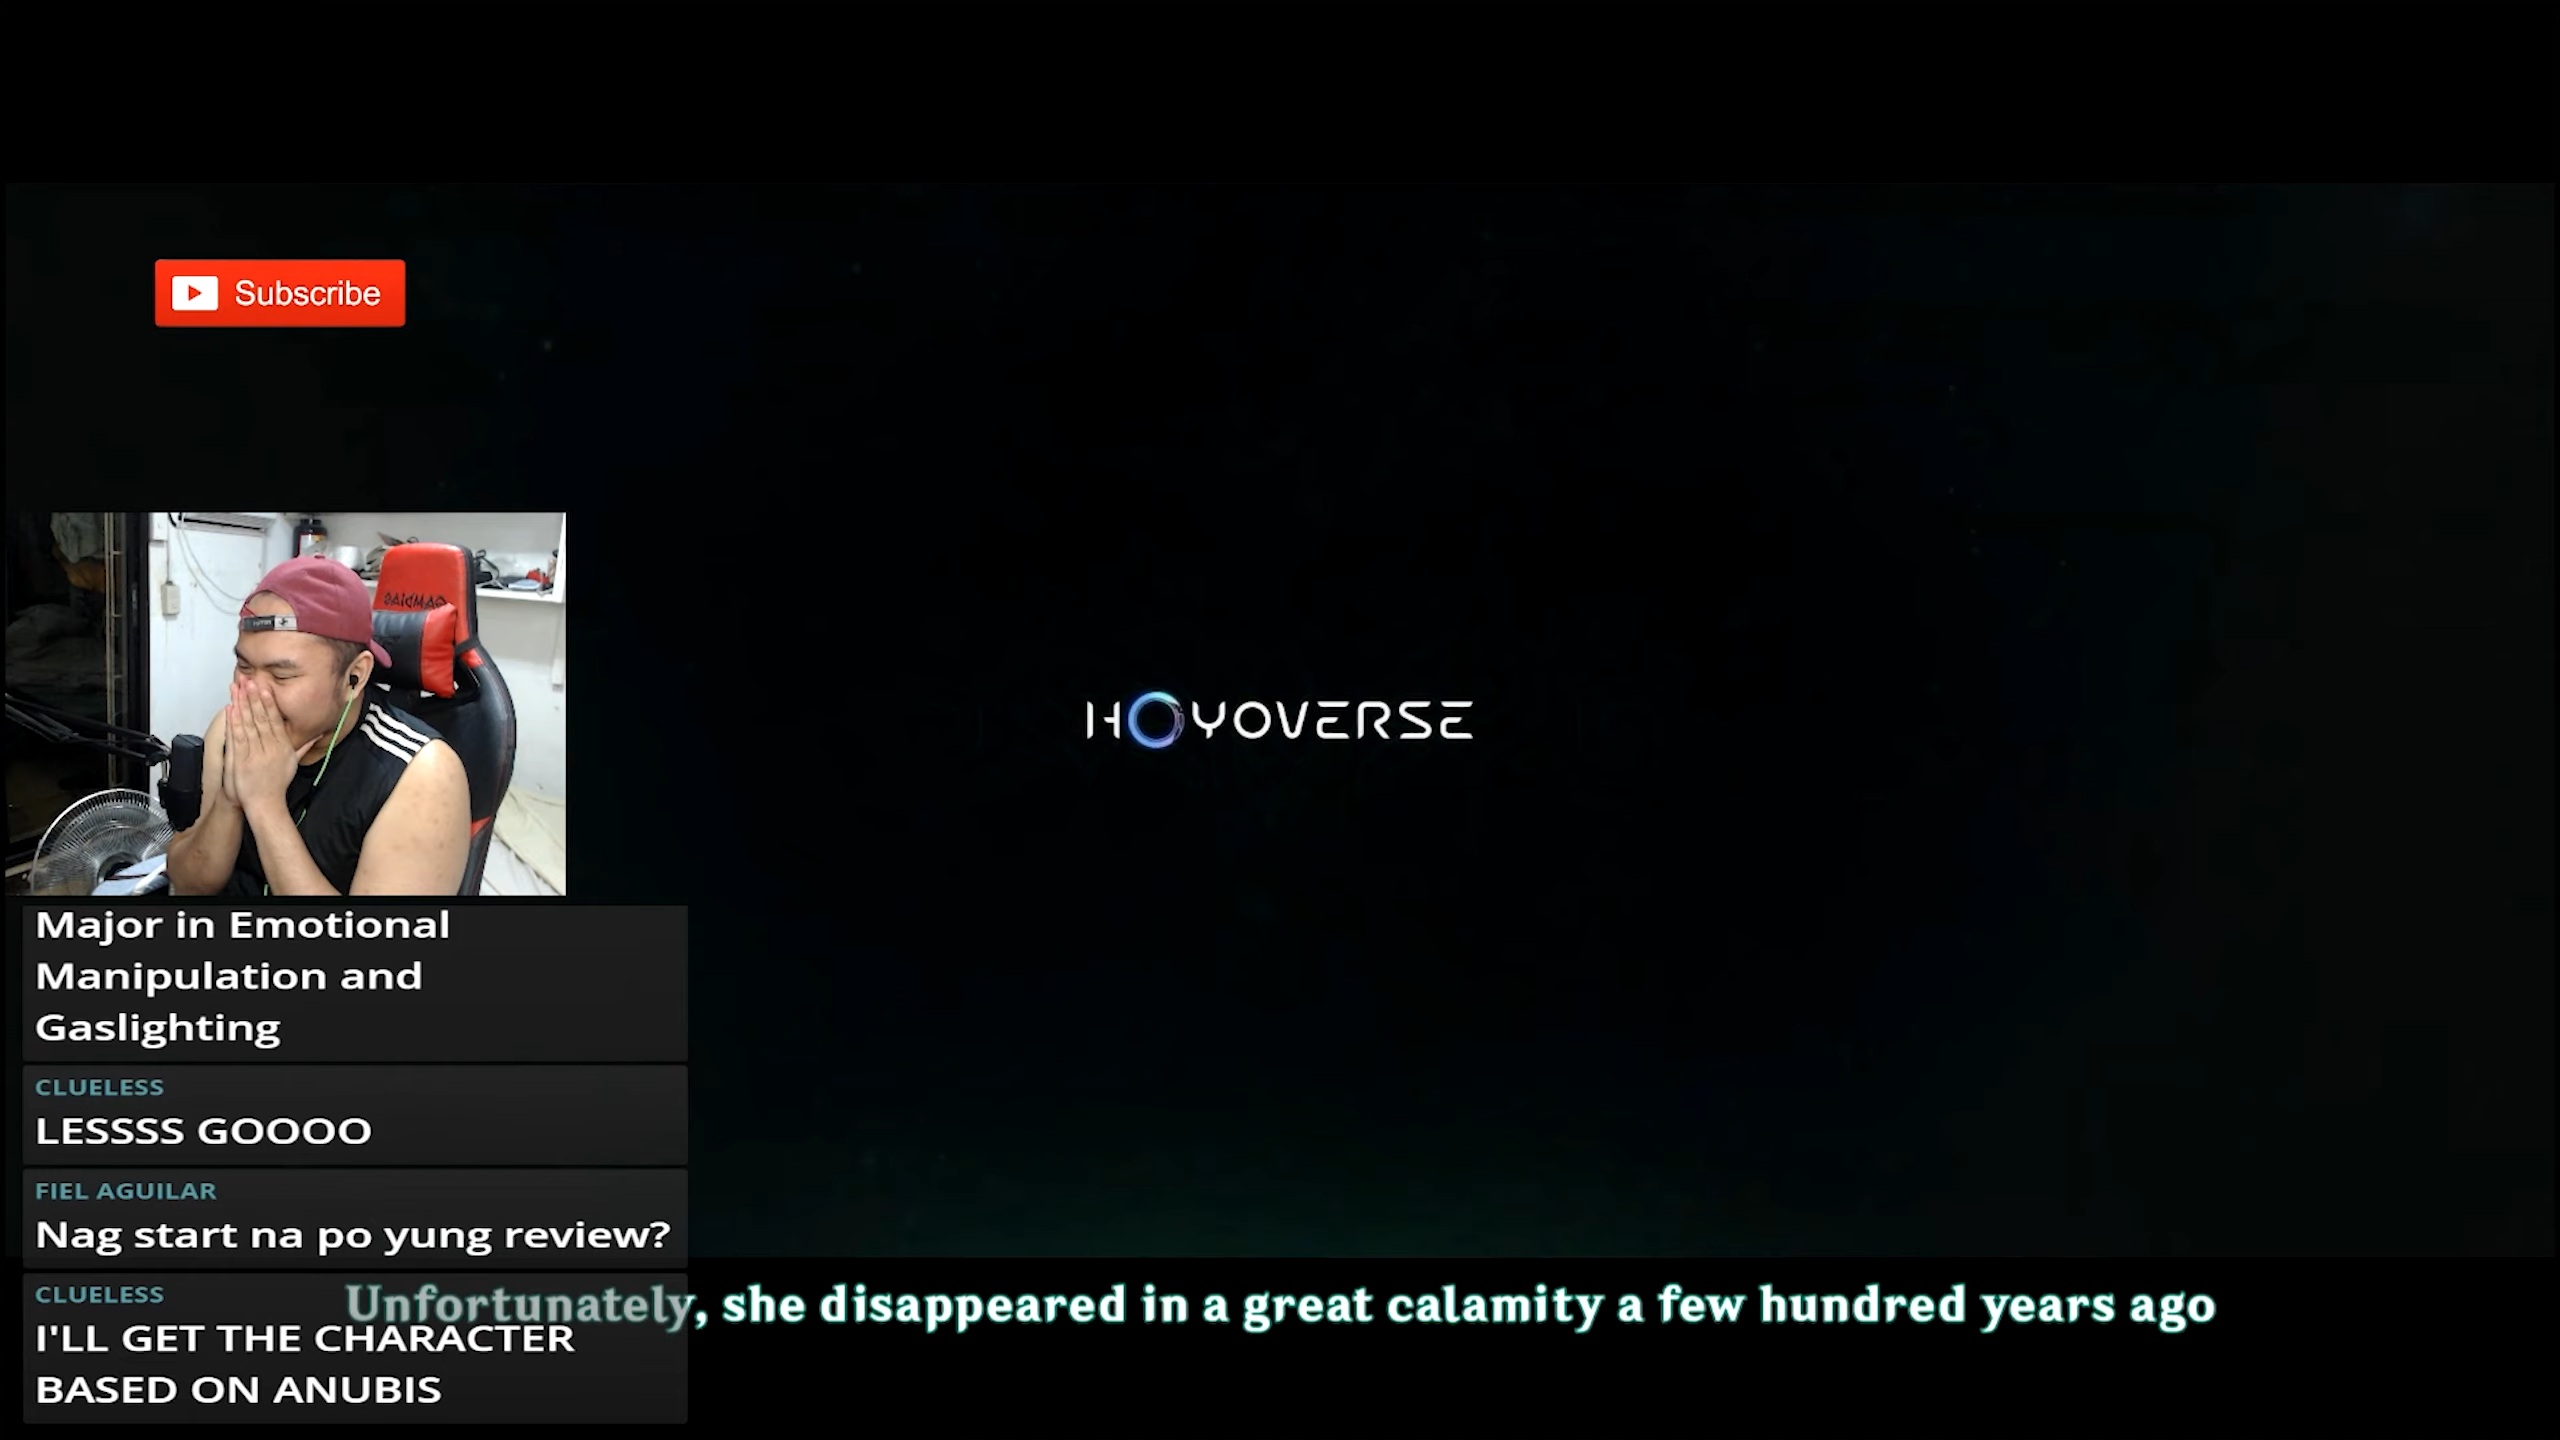 Subscribe
GAMDIAS
HOYOVERSE
Major in Emotional
Manipulation and
Gaslighting
CLUELESS
LESSSS GOOOO
FIEL AGUILAR
Nag start na po yung review?
CLUELESS
I'LL GET THE CHARACTER
BASED ON ANUBIS
Unfortunately, she disappeared in a great calamity a few hundred years ago